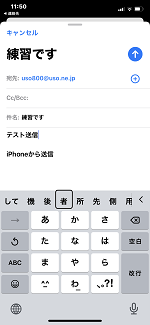 11:50
キャンセル
練習です
宛先: uso800@uso.ne.jp
Cc/Bcc:
件名: 練習です
テスト送信
iPhoneから送信
して 機 後 者 所 先 側 用
→ あ か さ
た な は 空白
ABC ま や ら 改行
^^ わ 、。?!